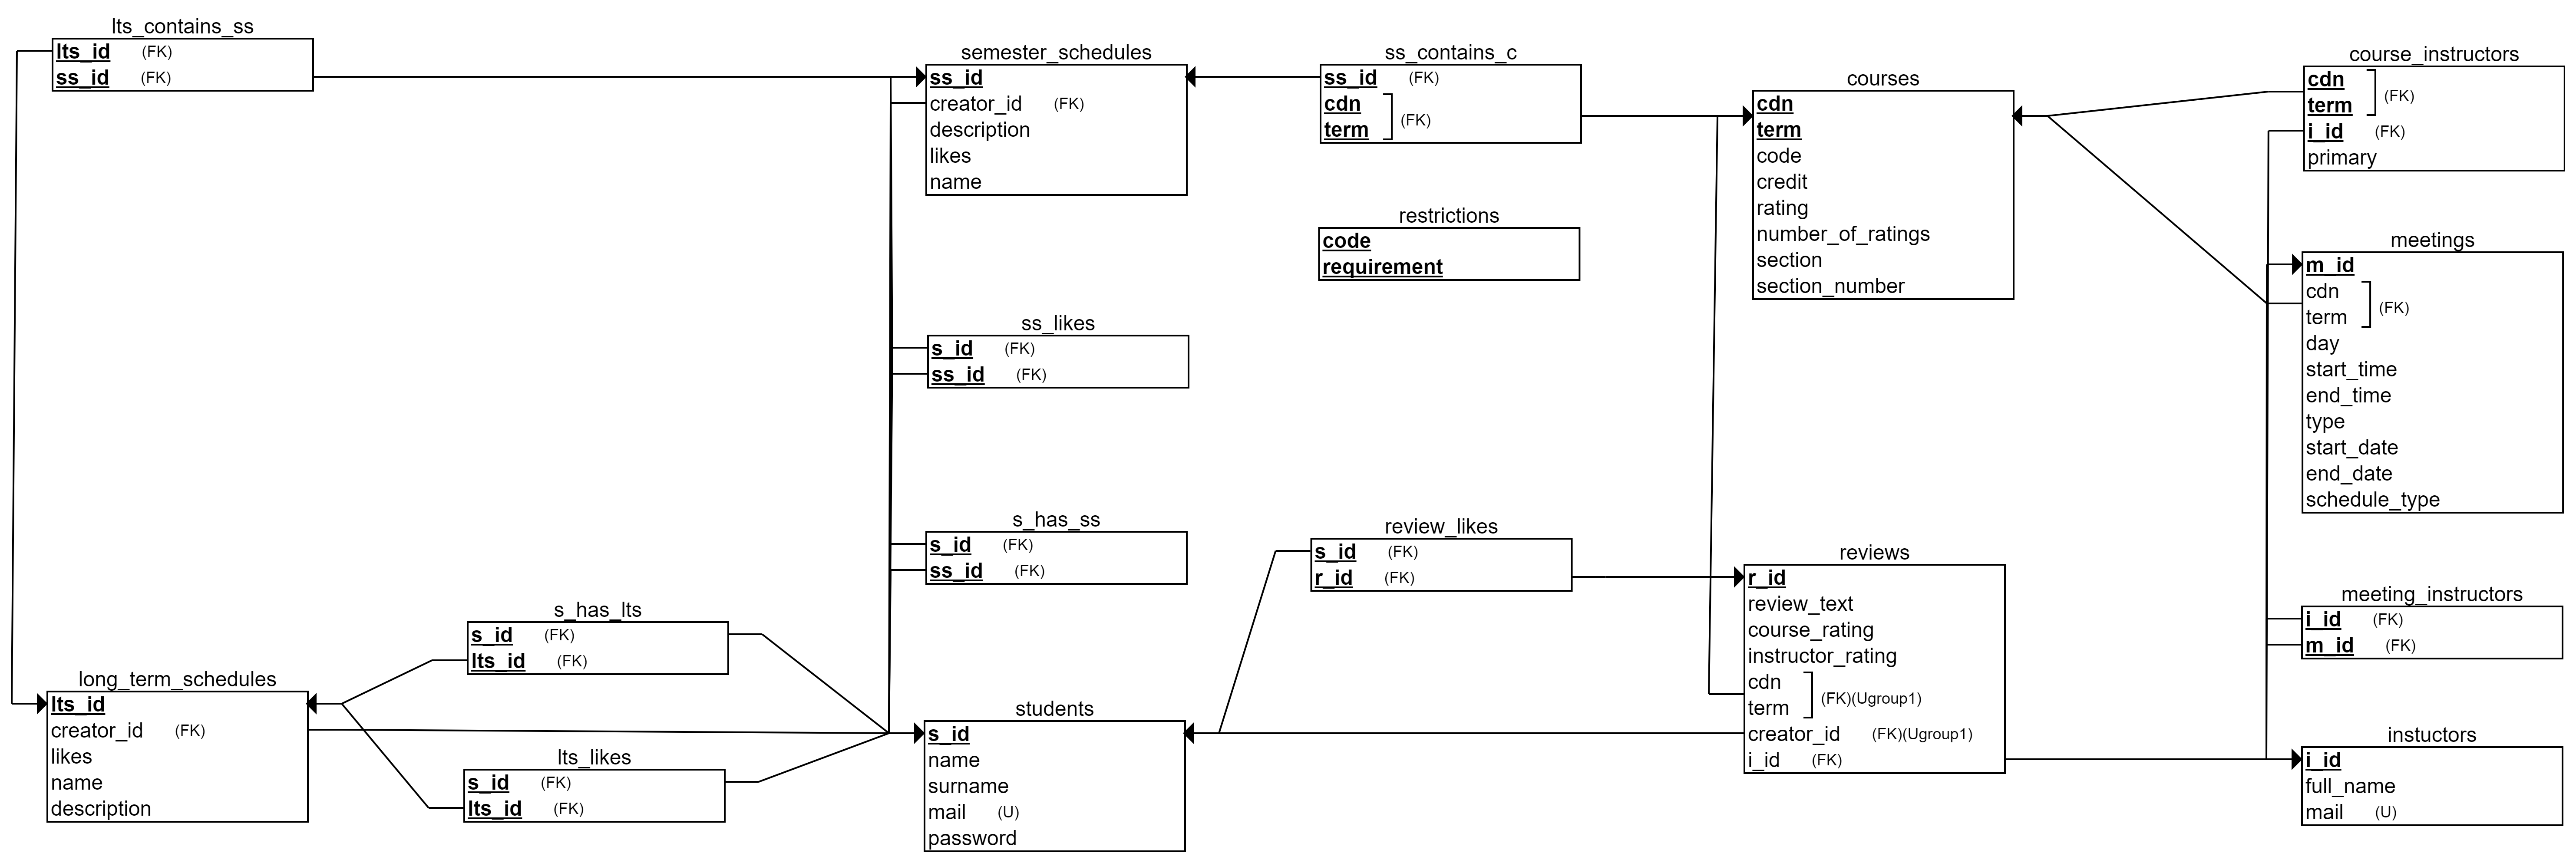 lts_contains_ss
lts_id (FK)
ss_id (FK)
semester_schedules
ss_id
creator_id (FK)
description
likes
name
ss_contains_c
ss_id (FK)
cdn
term
(FK)
courses
cdn
term
code
credit
rating
number_of_ratings
section
section_number
course_instructors
cdn
term
(FK)
i_id (FK)
primary
restrictions
code
requirement
meetings
m_id
cdn
term
(FK)
day
start_time
end_time
type
start_date
end_date
schedule_type
ss_likes
s_id (FK)
ss_id (FK)
s_has_ss
s_id (FK)
ss_id (FK)
review_likes
s_id (FK)
r_id (FK)
reviews
r_id
review_text
course_rating
instructor_rating
cdn
term
(FK)(Ugroup1)
creator_id (FK)(Ugroup1)
i_id (FK)
meeting_instructors
i_id (FK)
m_id (FK)
s_has_lts
s_id (FK)
lts_id (FK)
long_term_schedules
lts_id
creator_id (FK)
likes
name
description
lts_likes
s_id (FK)
lts_id (FK)
students
s_id
name
surname
mail (U)
password
instuctors
i_id
full_name
mail (U)